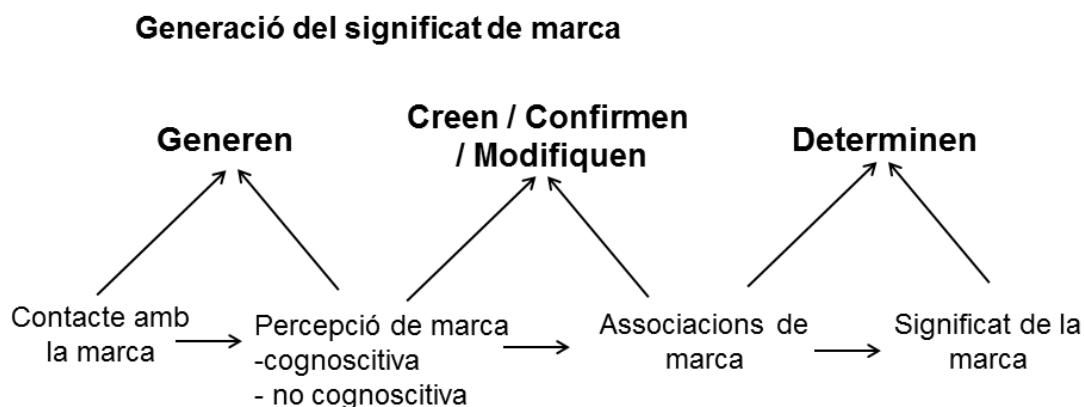 Generació del significat de marca
Creen / Confirmen
/ Modifiquen
Generen
Determinen
Contacte amb
la marca
Percepció de marca
-cognoscitiva
- no cognoscitiva
Associacions de
marca
Significat de la
marca